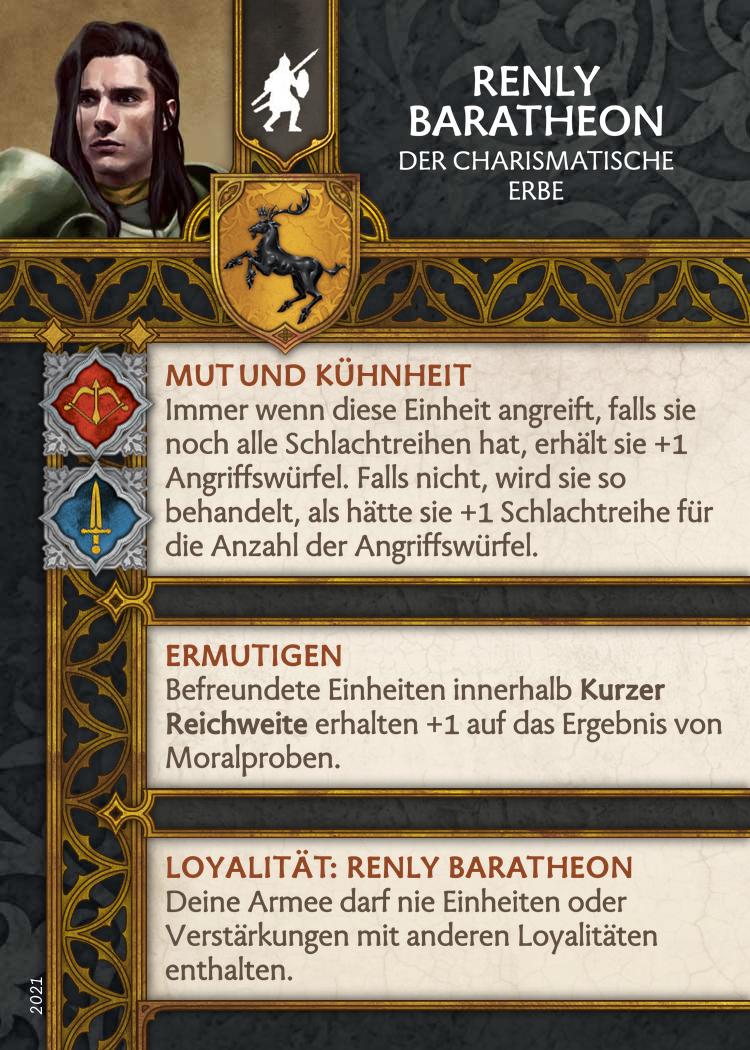 RENLY
BARATHEON
DER CHARISMATISCHE
ERBE
MUT UND KÜHNHEIT
Immer wenn diese Einheit angreift, falls sie
noch alle Schlachtreihen hat, erhält sie +1
Angriffswürfel. Falls nicht, wird sie so
behandelt, als hätte sie +1 Schlachtreihe für
die Anzahl der Angriffswürfel.
ERMUTIGEN
Befreundete Einheiten innerhalb Kurzer
Reichweite erhalten +1 auf das Ergebnis von
Moralproben.
LOYALITÄT: RENLY BARATHEON
Deine Armee darf nie Einheiten oder
Verstärkungen mit anderen Loyalitäten
enthalten.
2021